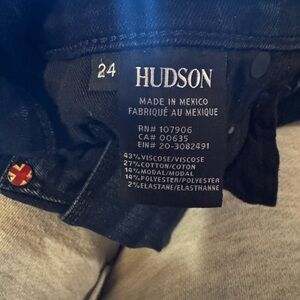 24
HUDSON
MADE IN MEXICO
FABRIQUÉ AU MEXIQUE
RN# 107906
CA# 00635
EIN# 20-3082491
43%VISCOSE/VISCOSE
27%COTTON/COTON
14%MODAL/MODAL
14%POLYESTER/POLYESTER
2%ELASTANE/ELASTHANNE